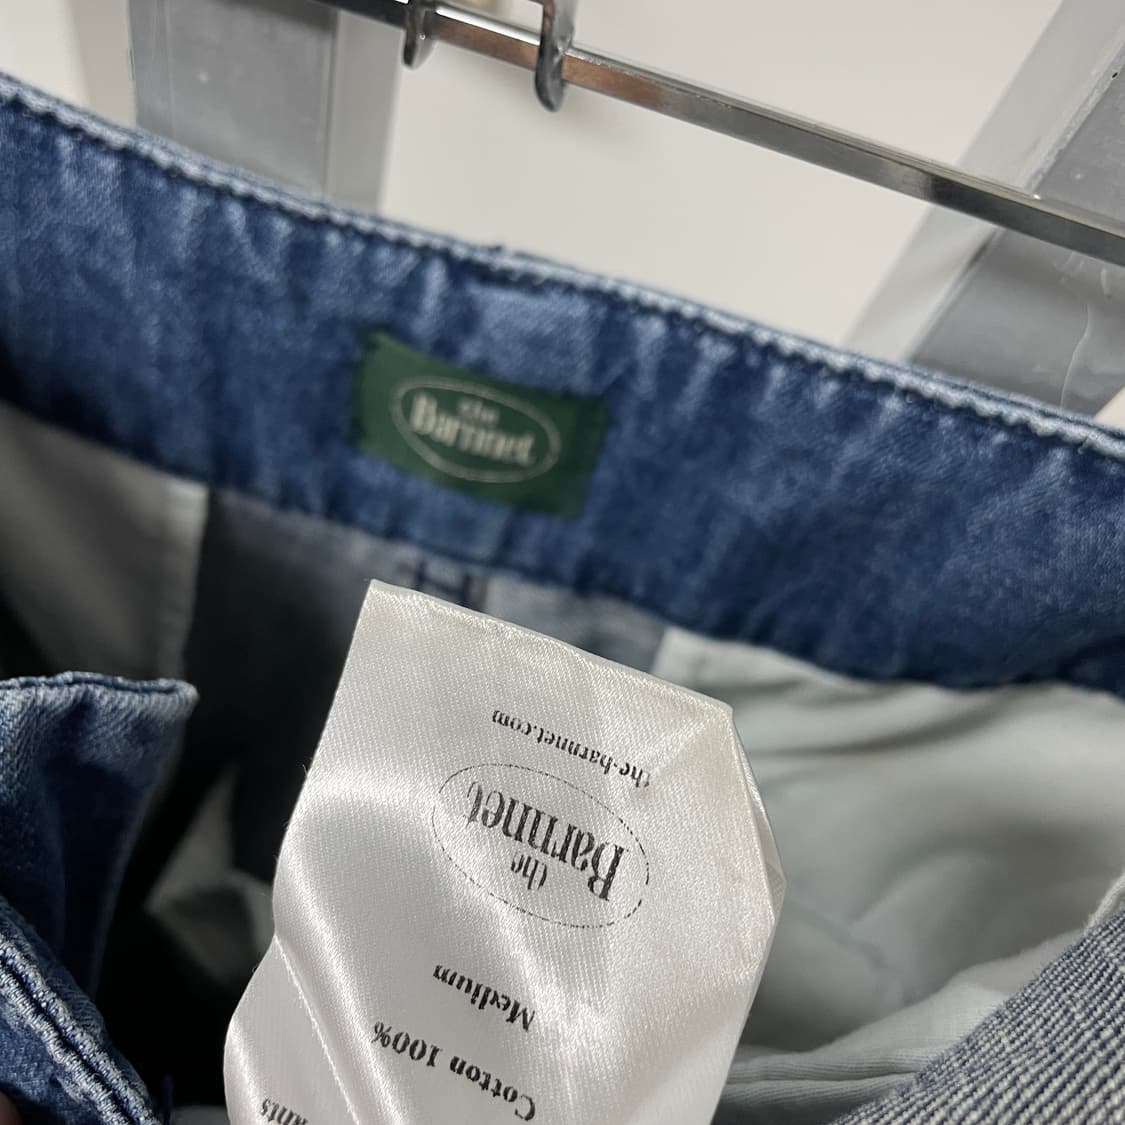 the
Barnnet
the-barnnet.com
the
Barnnet
Medium
Cotton 100%